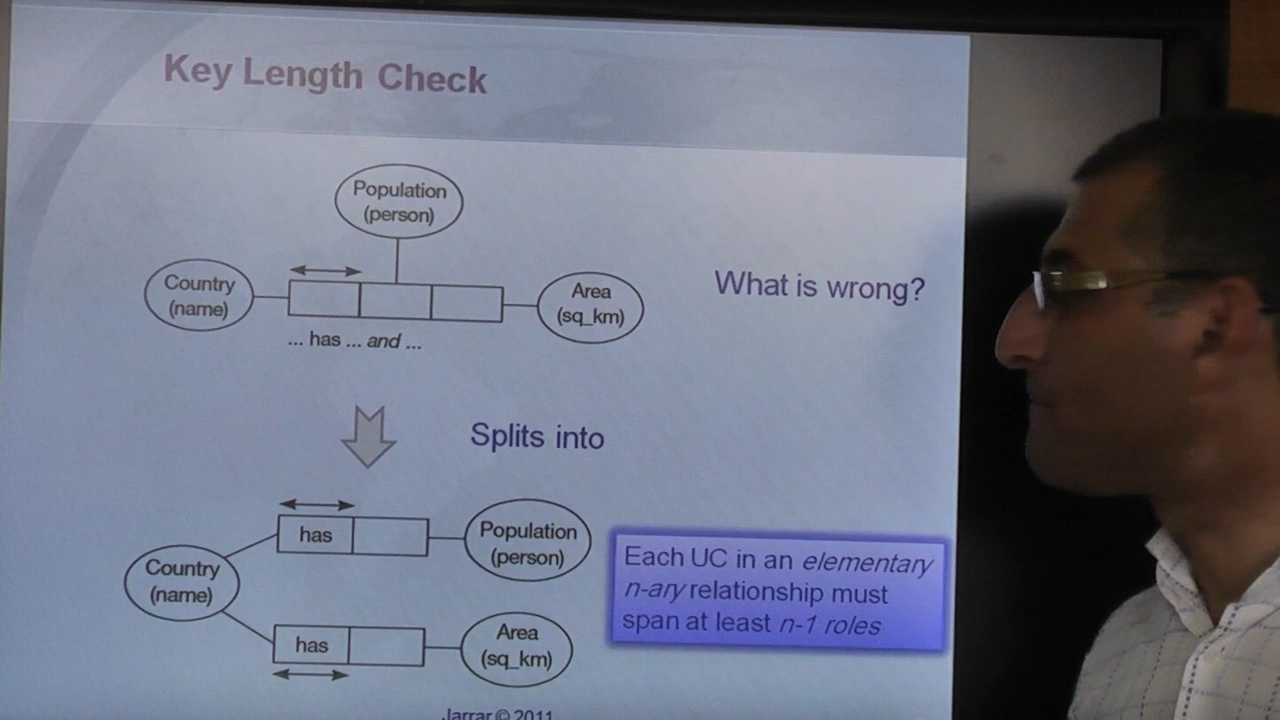 Key Length Check
Population
(person)
Country
(name)
Area
(sq_km)
What is wrong?
... has ... and ...
Splits into
has
Population
(person)
Country
(name)
Each UC in an elementary
n-ary relationship must
span at least n-1 roles
has
Area
(sq_km)
Jarrar © 2011